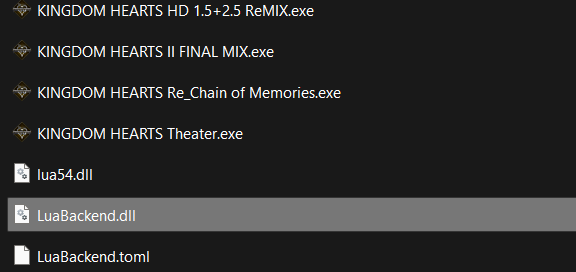 KINGDOM HEARTS HD 1.5+2.5 ReMIX.exe
KINGDOM HEARTS II FINAL MIX.exe
KINGDOM HEARTS Re_Chain of Memories.exe
KINGDOM HEARTS Theater.exe
lua54.dll
LuaBackend.dll
LuaBackend.toml